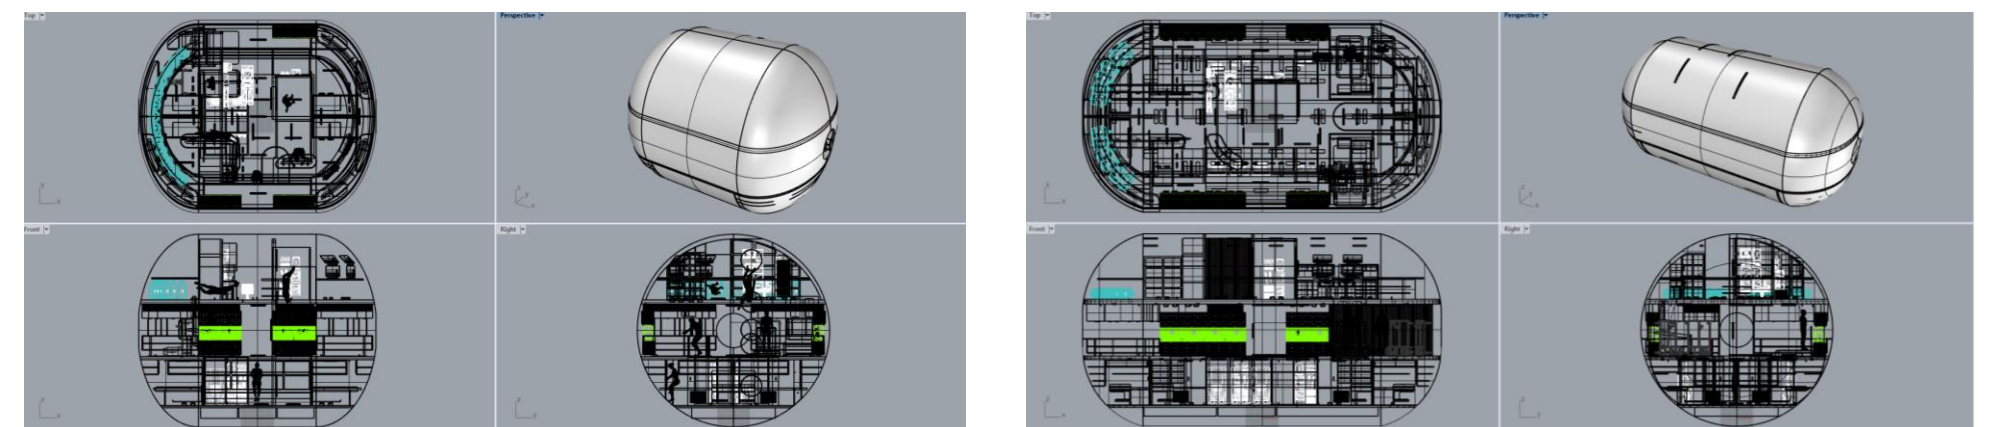 Top
Perspective
Top
Perspective
Front
Right
Front
Right